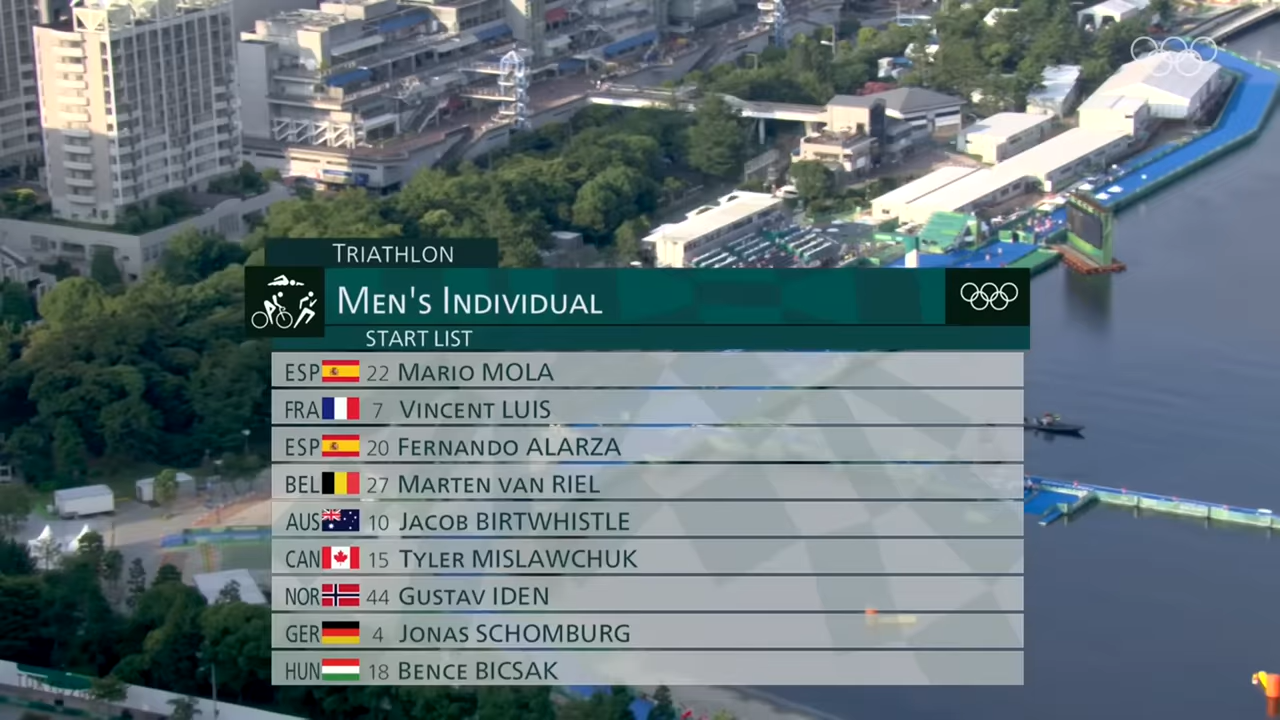 TRIATHLON
MEN'S INDIVIDUAL
START LIST
ESP 22 MARIO MOLA
FRA 7 VINCENT LUIS
ESP 20 FERNANDO ALARZA
BEL 27 MARTEN VAN RIEL
AUS 10 JACOB BIRTWHISTLE
CAN 15 TYLER MISLAWCHUK
NOR 44 GUSTAV IDEN
GER 4 JONAS SCHOMBURG
HUN 18 BENCE BICSAK